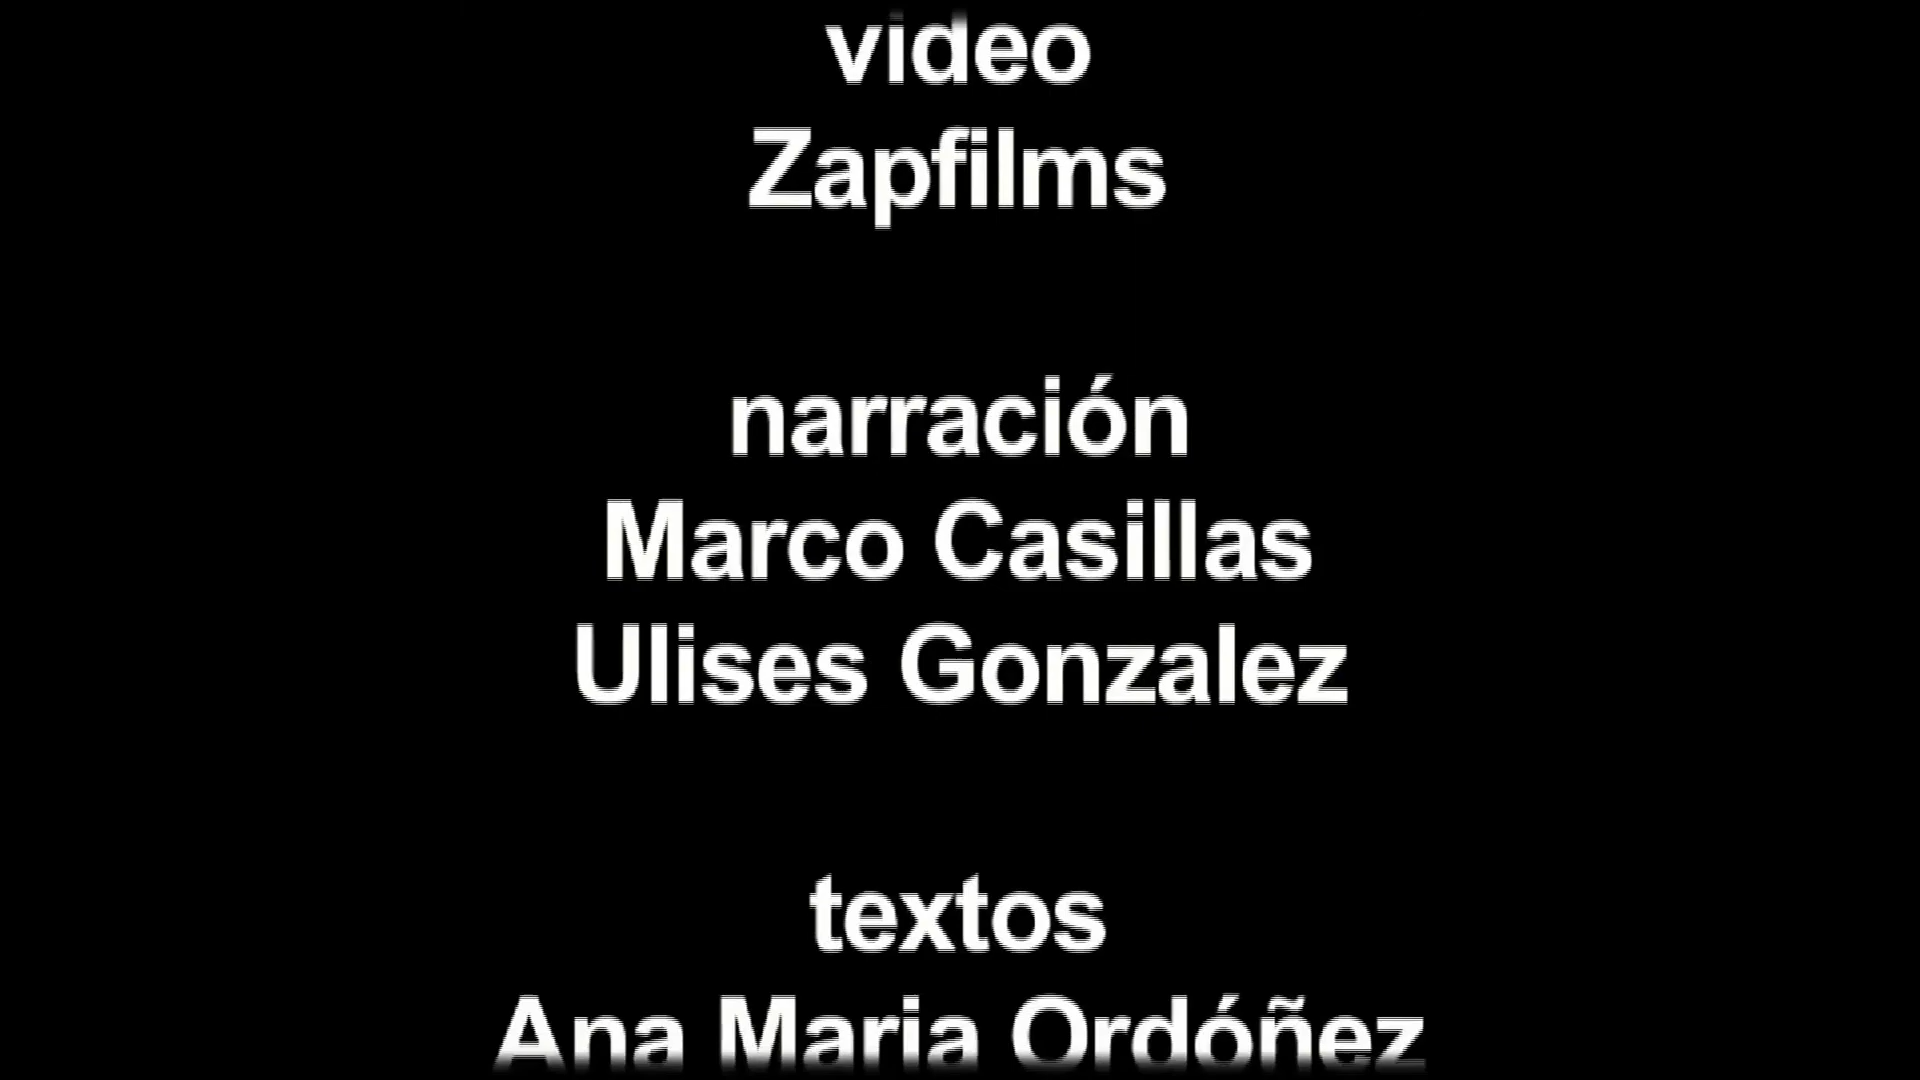 video
Zapfilms
narración
Marco Casillas
Ulises Gonzalez
textos
Ana Maria Ordóñez